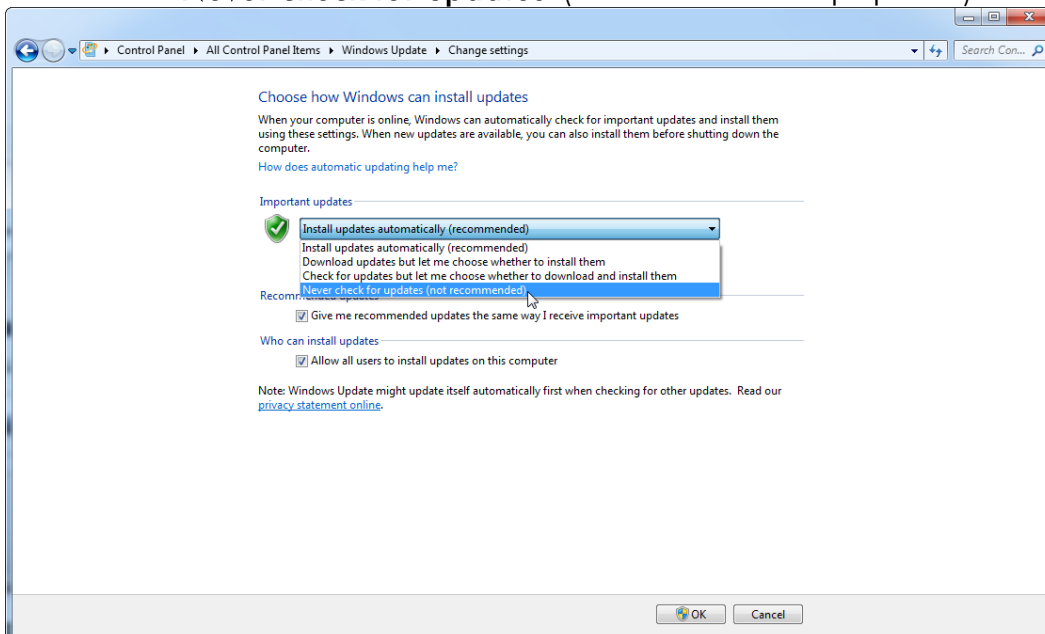 Never check for updates
Control Panel ▸ All Control Panel Items ▸ Windows Update ▸ Change settings
Search Con...
Choose how Windows can install updates
When your computer is online, Windows can automatically check for important updates and install them
using these settings. When new updates are available, you can also install them before shutting down the
computer.
How does automatic updating help me?
Important updates
Install updates automatically (recommended)
Install updates automatically (recommended)
Download updates but let me choose whether to install them
Check for updates but let me choose whether to download and install them
Never check for updates (not recommended)
Recommended updates
Give me recommended updates the same way I receive important updates
Who can install updates
Allow all users to install updates on this computer
Note: Windows Update might update itself automatically first when checking for other updates. Read our
privacy statement online.
OK
Cancel